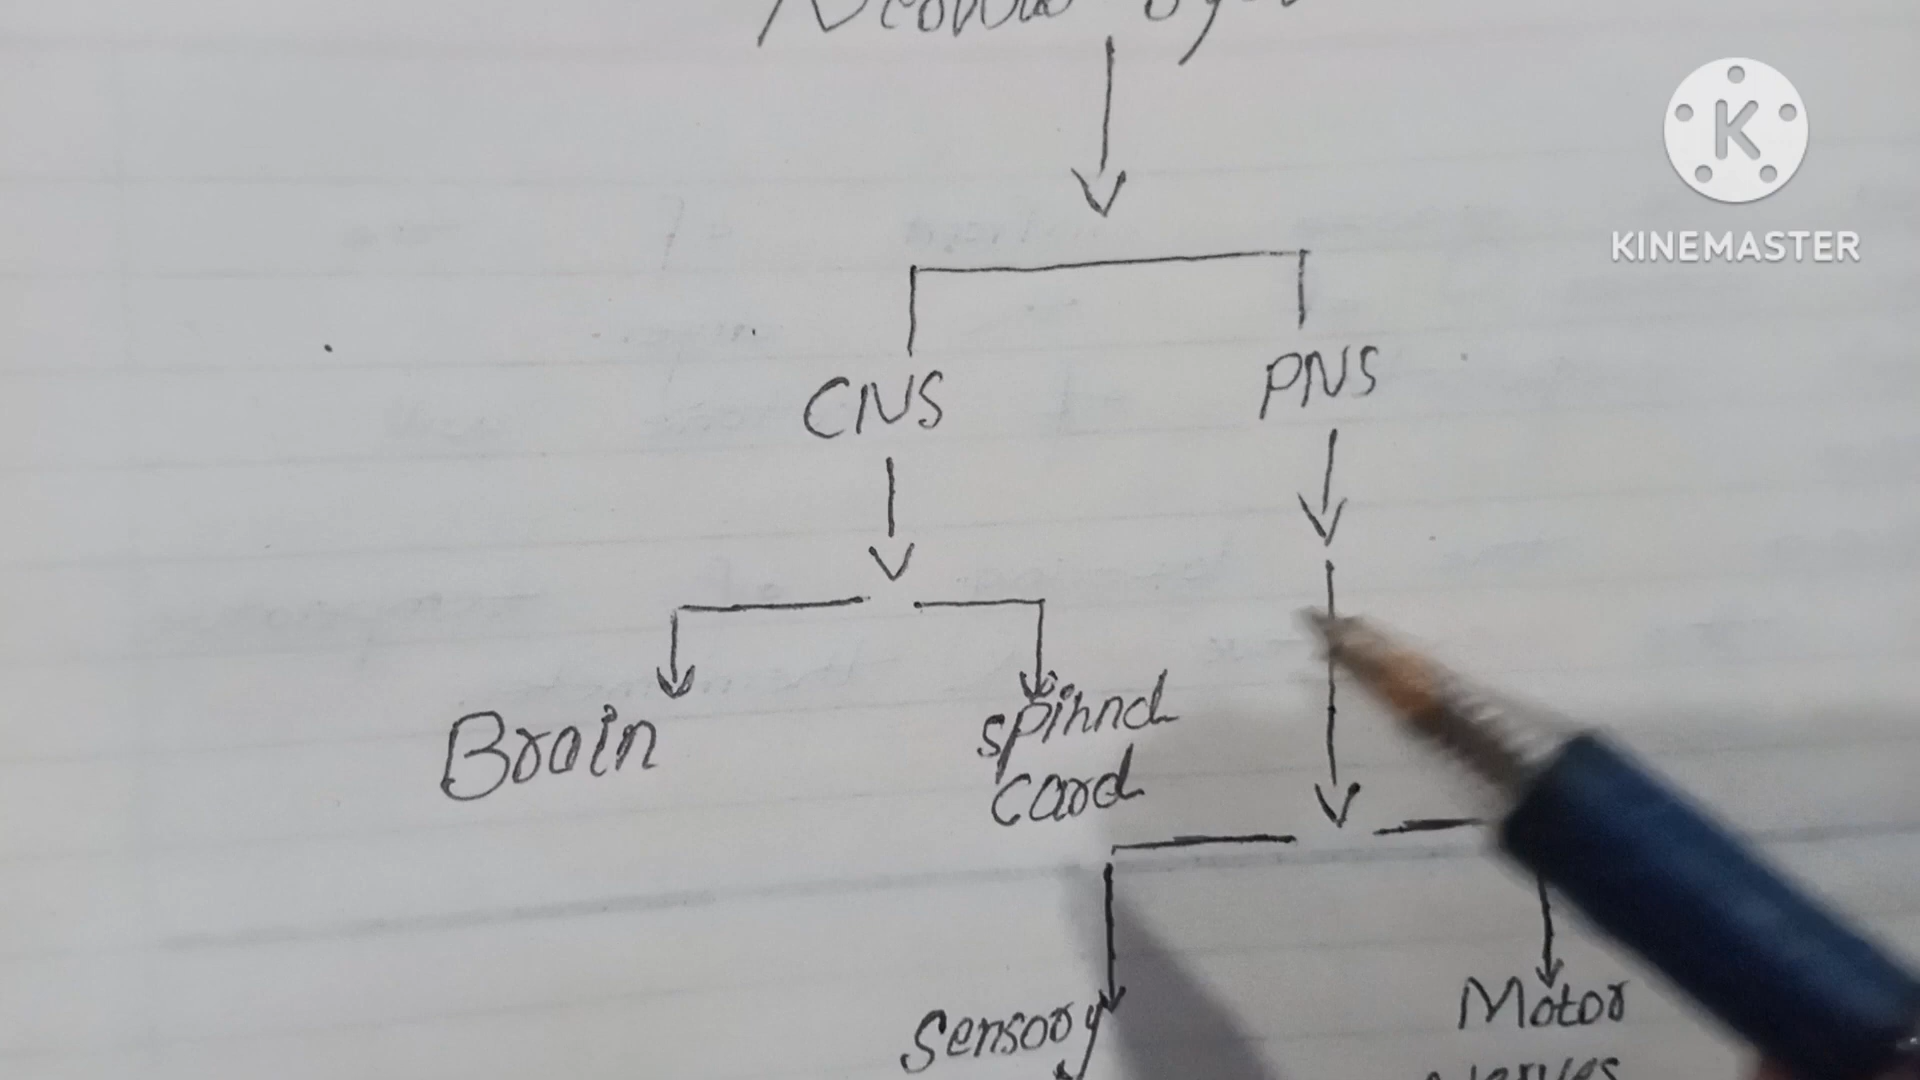 KINEMASTER
CNS
PNS
Brain
spinnd
card
Sensory
Motor